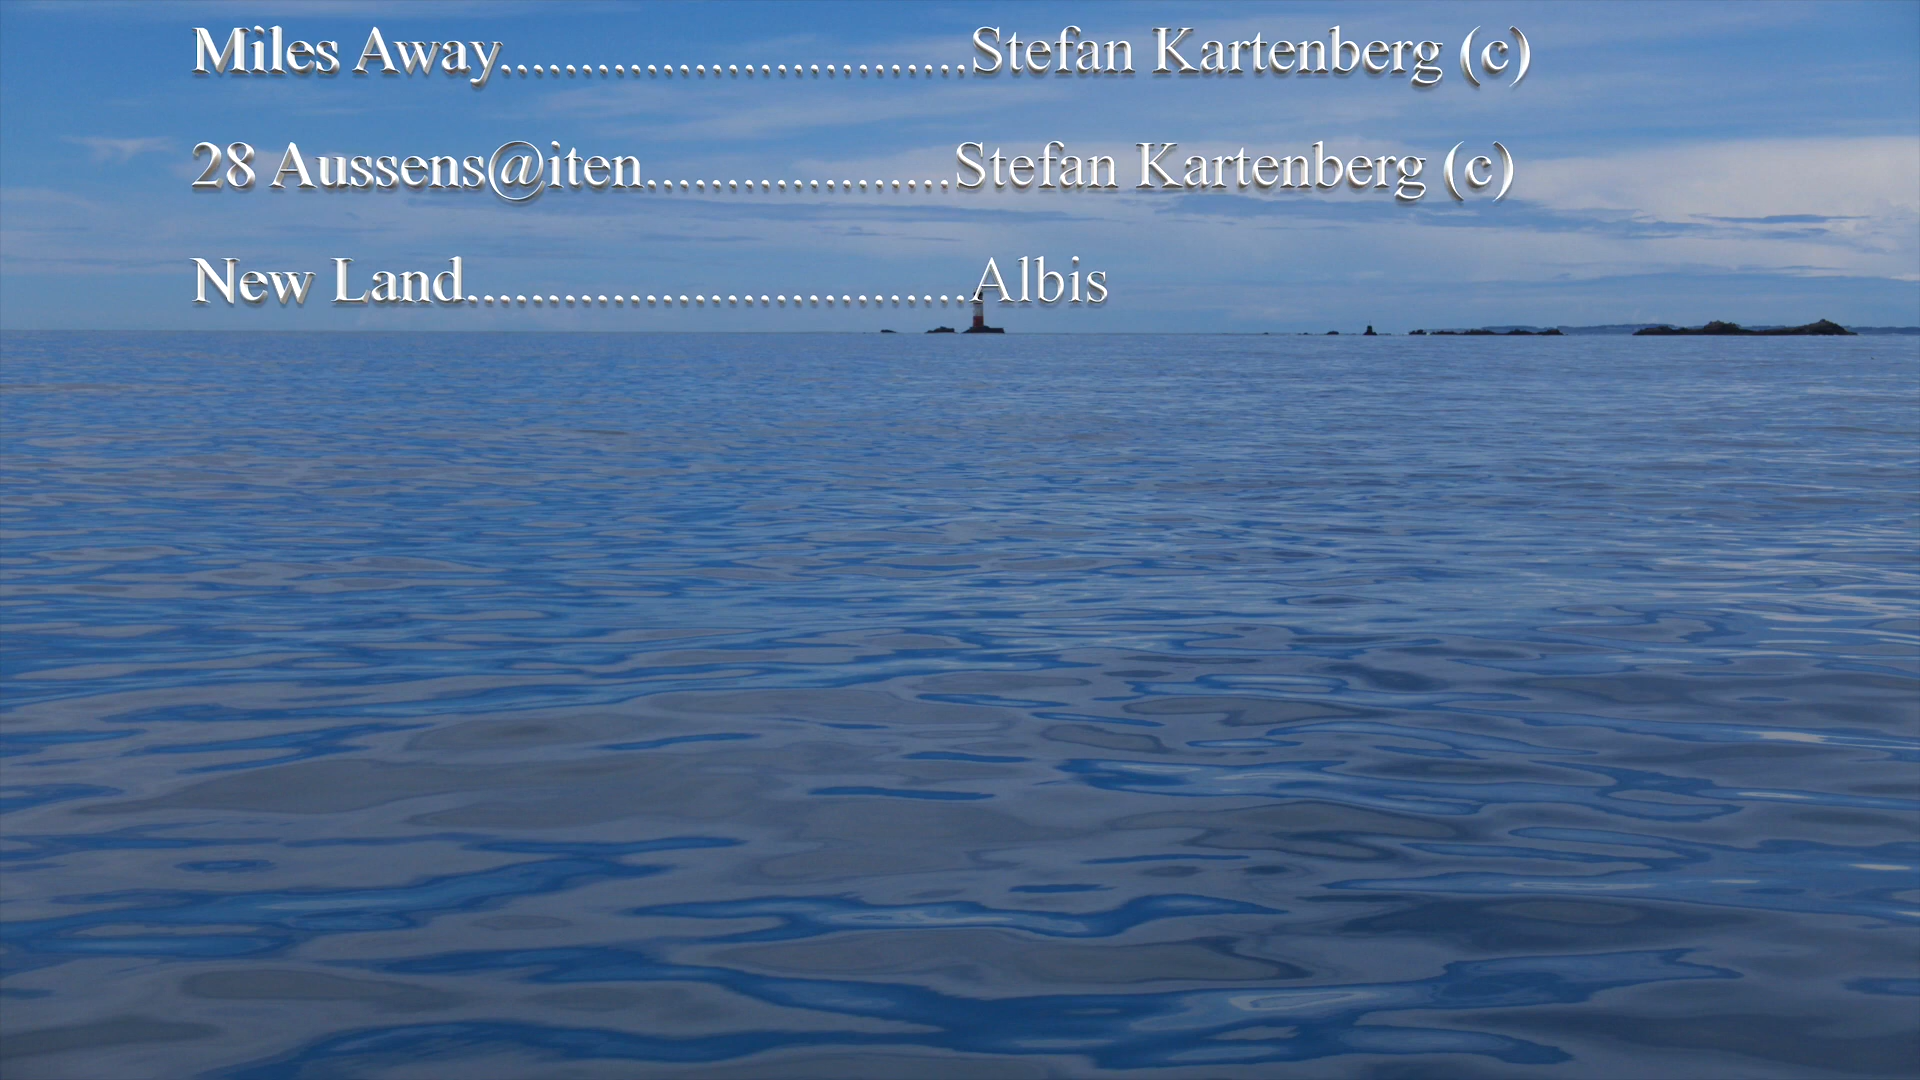 Miles Away.............................Stefan Kartenberg (c)
28 Aussens@iten...................Stefan Kartenberg (c)
New Land...............................Albis